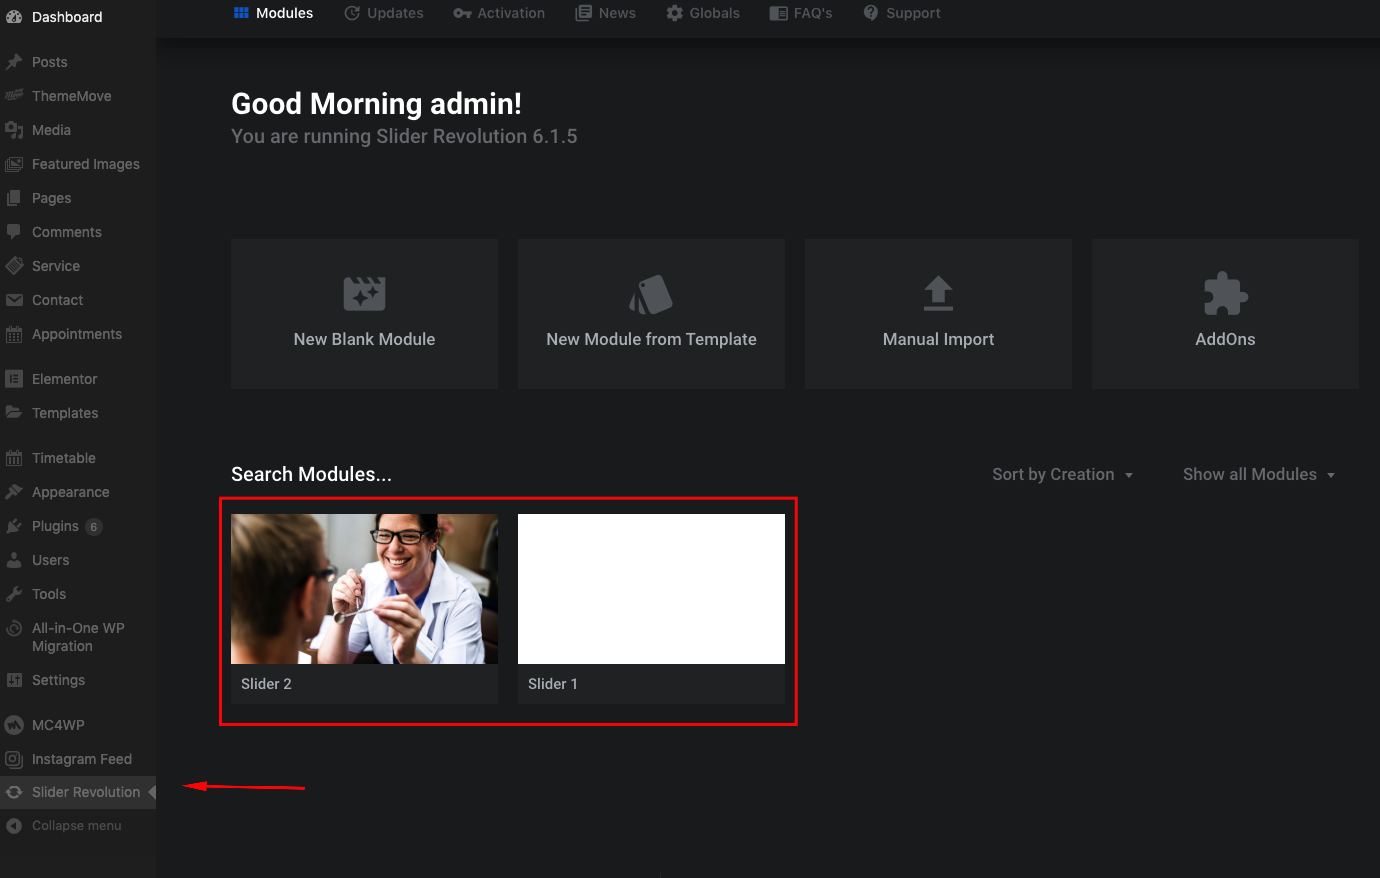 Dashboard
Posts
ThemeMove
Media
Featured Images
Pages
Comments
Service
Contact
Appointments
Elementor
Templates
Timetable
Appearance
Plugins 6
Users
Tools
All-in-One WP
Migration
Settings
MC4WP
Instagram Feed
Slider Revolution
Collapse menu
Modules Updates Activation News Globals FAQ's Support
Good Morning admin!
You are running Slider Revolution 6.1.5
New Blank Module
New Module from Template
Manual Import
AddOns
Search Modules... Sort by Creation Show all Modules
Slider 2
Slider 1